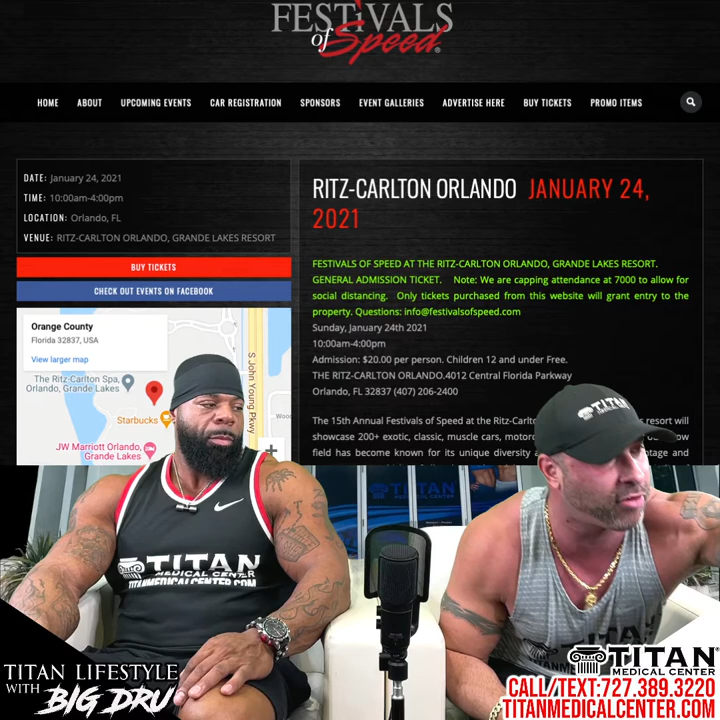 FESTiVALS
of Speed®
HOME ABOUT UPCOMING EVENTS CAR REGISTRATION SPONSORS EVENT GALLERIES ADVERTISE HERE BUY TICKETS PROMO ITEMS
DATE: January 24, 2021
TIME: 10:00am-4:00pm
LOCATION: Orlando, FL
VENUE: RITZ-CARLTON ORLANDO, GRANDE LAKES RESORT
BUY TICKETS
CHECK OUT EVENTS ON FACEBOOK
Orange County
Florida 32837, USA
View larger map
The Ritz-Carlton Spa,
Orlando, Grande Lakes
Starbucks
JW Marriott Orlando,
Grande Lakes
S John Young Pkwy
+
RITZ-CARLTON ORLANDO JANUARY 24,
2021
FESTIVALS OF SPEED AT THE RITZ-CARLTON ORLANDO, GRANDE LAKES RESORT.
GENERAL ADMISSION TICKET. Note: We are capping attendance at 7000 to allow for
social distancing. Only tickets purchased from this website will grant entry to the
property. Questions: info@festivalsofspeed.com
Sunday, January 24th 2021
10:00am-4:00pm
Admission: $20.00 per person. Children 12 and under Free.
THE RITZ-CARLTON ORLANDO.4012 Central Florida Parkway
Orlando, FL 32837 (407) 206-2400
The 15th Annual Festivals of Speed at the Ritz-Carlt resort will
showcase 200+ exotic, classic, muscle cars, motor
field has become known for its unique diversity and
TITAN
TITAN
TITAN
MEDICAL CENTER
TITANMEDICALCENTER.COM
TITAN
TITAN LIFESTYLE
WITH BIG DRU
TITAN®
MEDICAL CENTER
CALL/TEXT:727.389.3220
TITANMEDICALCENTER.COM